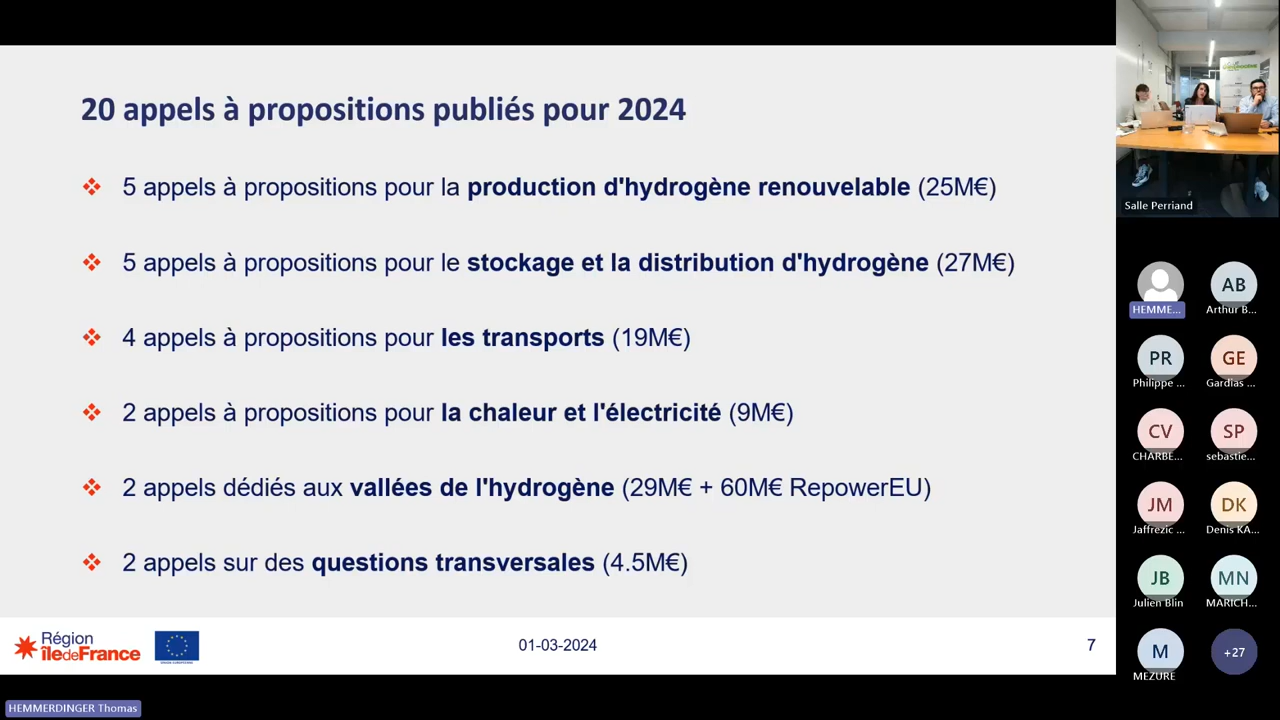 20 appels à propositions publiés pour 2024
5 appels à propositions pour la production d'hydrogène renouvelable (25M€)
5 appels à propositions pour le stockage et la distribution d'hydrogène (27M€)
4 appels à propositions pour les transports (19M€)
2 appels à propositions pour la chaleur et l'électricité (9M€)
2 appels dédiés aux vallées de l'hydrogène (29M€ + 60M€ RepowerEU)
2 appels sur des questions transversales (4.5M€)
Région
îledeFrance
UNION EUROPÉENNE
01-03-2024
7
HEMMERDINGER Thomas
Salle Perriand
HEMME...
AB
Arthur B...
PR
Philippe ...
GE
Gardias ...
CV
CHARBE...
SP
sebastie...
JM
Jaffrezic ...
DK
Denis KA...
JB
Julien Blin
MN
MARICH...
M
MEZURE
+27